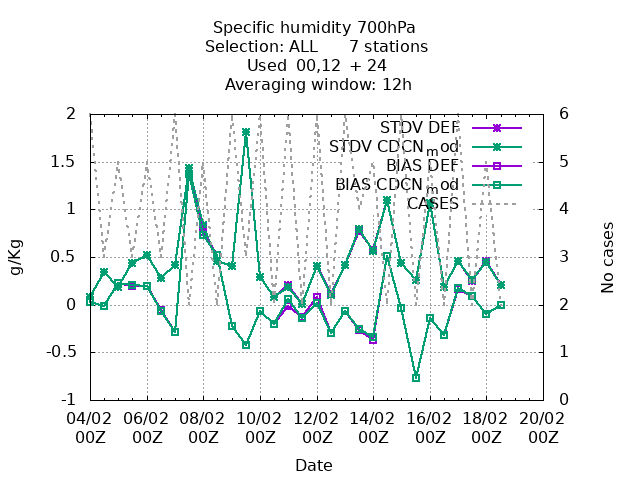 Specific humidity 700hPa
Selection: ALL 7 stations
Used 00,12 + 24
Averaging window: 12h
2
1.5
1
0.5
0
-0.5
-1
6
5
4
3
2
1
0
g/Kg
No cases
STDV DEF
STDV CDCN_mod
BIAS DEF
BIAS CDCN_mod
CASES
04/02 06/02 08/02 10/02 12/02 14/02 16/02 18/02 20/02
00Z 00Z 00Z 00Z 00Z 00Z 00Z 00Z 00Z
Date